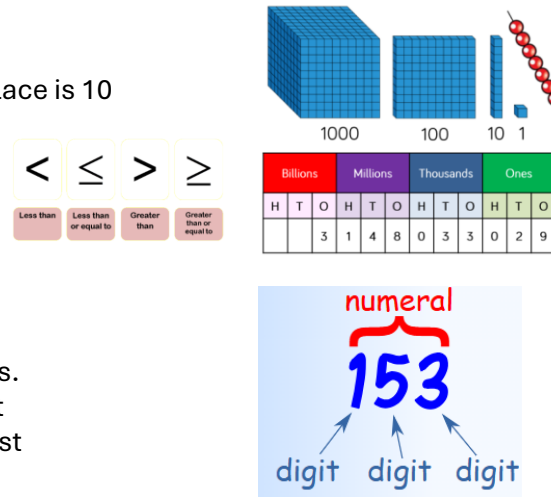 lace is 10
1000 100 10 1
< ≤ > ≥
Less than Less than or equal to Greater than Greater than or equal to
Billions Millions Thousands Ones
H T O H T O H T O H T O
3 1 4 8 0 3 3 0 2 9
numeral
153
digit digit digit
s.
t
st